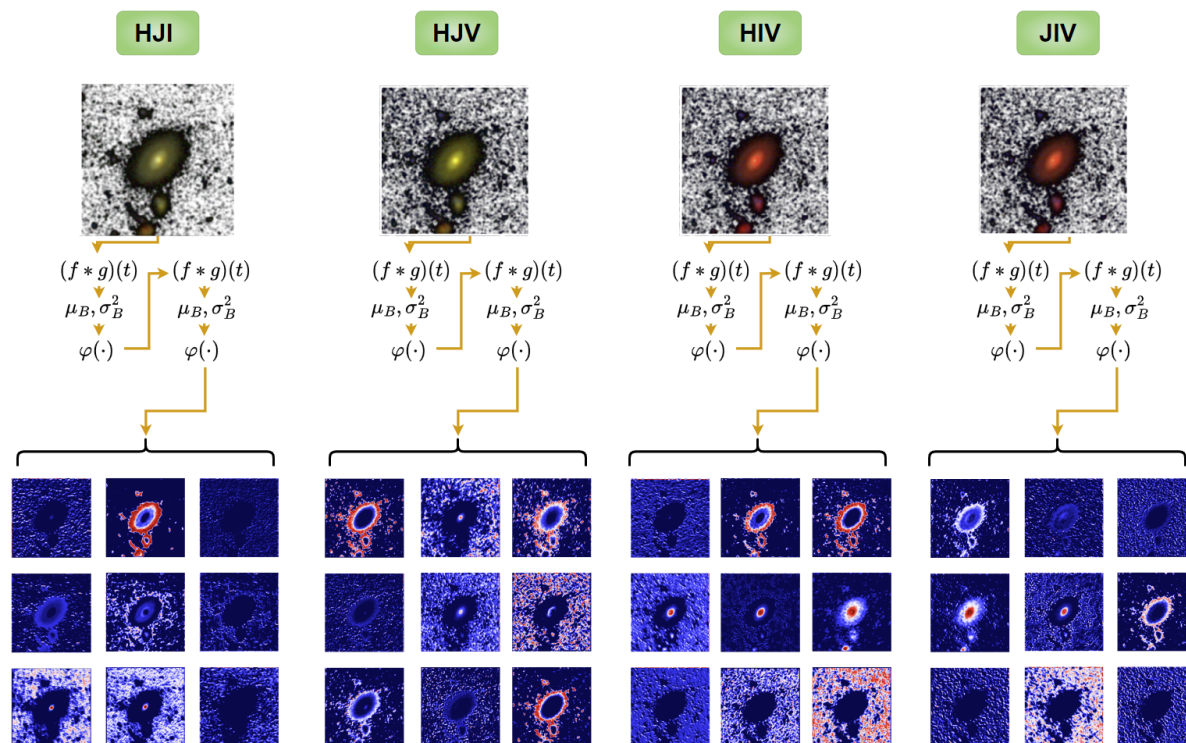 HJI HJV HIV JIV
(f * g)(t) (f * g)(t) (f * g)(t) (f * g)(t) (f * g)(t) (f * g)(t) (f * g)(t) (f * g)(t)
μ_B, σ_B^2 μ_B, σ_B^2 μ_B, σ_B^2 μ_B, σ_B^2 μ_B, σ_B^2 μ_B, σ_B^2 μ_B, σ_B^2 μ_B, σ_B^2
φ(·) φ(·) φ(·) φ(·) φ(·) φ(·) φ(·) φ(·)